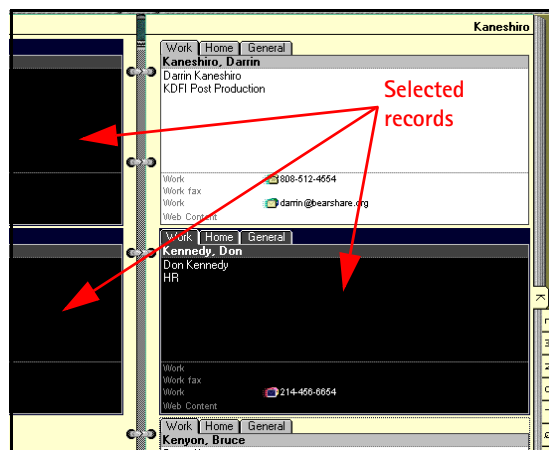 Kaneshiro
Work Home General
Kaneshiro, Darrin
Darrin Kaneshiro
KDFI Post Production
Selected
records
Work 808-512-4554
Work fax
Work darrin@bearshare.org
Web Content
Work Home General
Kennedy, Don
Don Kennedy
HR
K
L
M
N
O
Work
Work fax
Work 214-456-6654
Web Content
Work Home General
Kenyon, Bruce